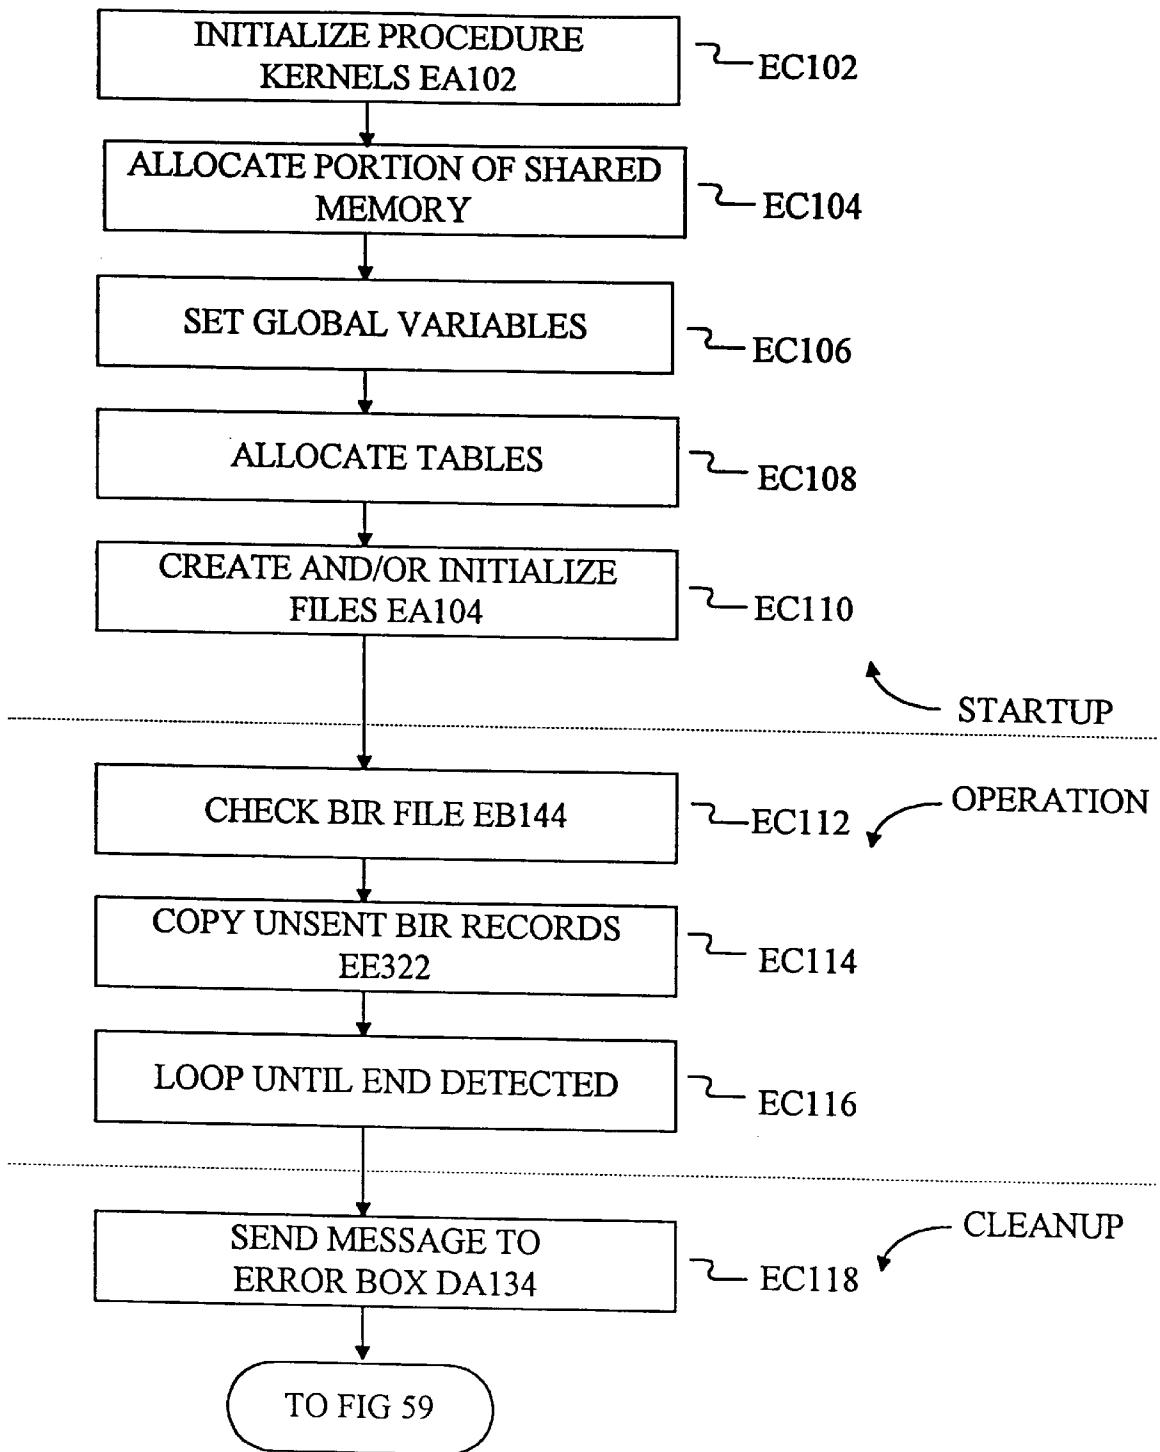 INITIALIZE PROCEDURE
KERNELS EA102
EC102
ALLOCATE PORTION OF SHARED
MEMORY
EC104
SET GLOBAL VARIABLES
EC106
ALLOCATE TABLES
EC108
CREATE AND/OR INITIALIZE
FILES EA104
EC110
STARTUP
OPERATION
CHECK BIR FILE EB144
EC112
COPY UNSENT BIR RECORDS
EE322
EC114
LOOP UNTIL END DETECTED
EC116
CLEANUP
SEND MESSAGE TO
ERROR BOX DA134
EC118
TO FIG 59